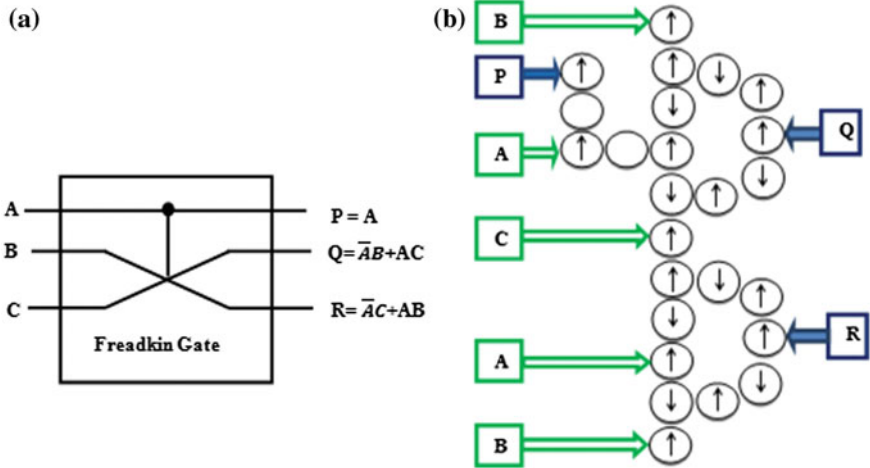 (a)
A
B
C
P = A
Q= A̅B+AC
R= A̅C+AB
Freadkin Gate
(b)
B
P
A
C
A
B
Q
R